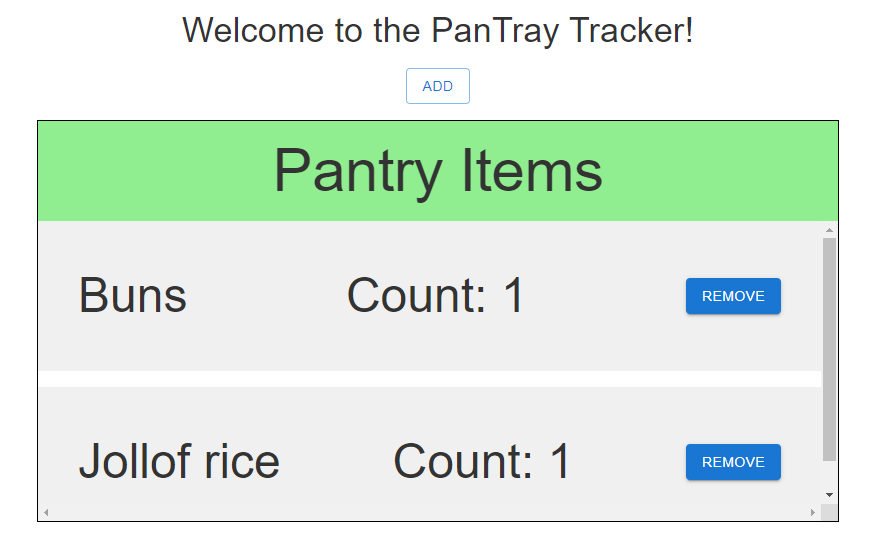 Welcome to the PanTray Tracker!
ADD
Pantry Items
Buns Count: 1 REMOVE
Jollof rice Count: 1 REMOVE